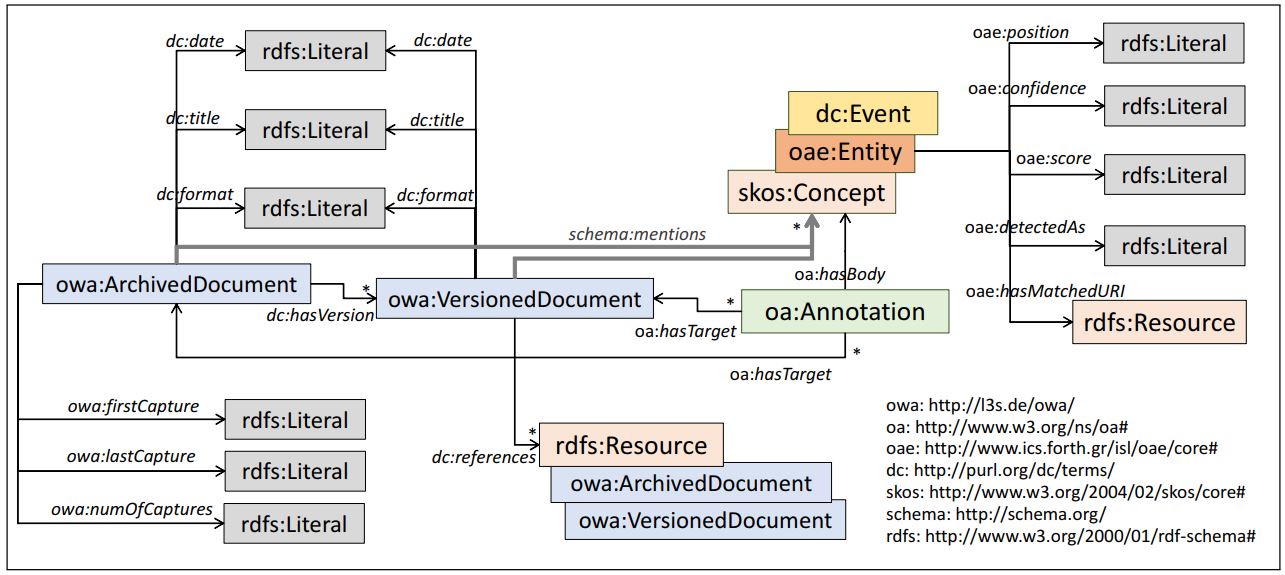 dc:date
rdfs:Literal
dc:date
dc:title
rdfs:Literal
dc:title
dc:format
rdfs:Literal
dc:format
schema:mentions
*
dc:Event
oae:Entity
skos:Concept
oae:position
rdfs:Literal
oae:confidence
rdfs:Literal
oae:score
rdfs:Literal
oae:detectedAs
rdfs:Literal
oae:hasMatchedURI
rdfs:Resource
owa:ArchivedDocument
*
dc:hasVersion
owa:VersionedDocument
*
oa:hasTarget
oa:hasBody
oa:Annotation
*
oa:hasTarget
owa:firstCapture
rdfs:Literal
owa:lastCapture
rdfs:Literal
owa:numOfCaptures
rdfs:Literal
*
dc:references
rdfs:Resource
owa:ArchivedDocument
owa:VersionedDocument
owa: http://l3s.de/owa/
oa: http://www.w3.org/ns/oa#
oae: http://www.ics.forth.gr/isl/oae/core#
dc: http://purl.org/dc/terms/
skos: http://www.w3.org/2004/02/skos/core#
schema: http://schema.org/
rdfs: http://www.w3.org/2000/01/rdf-schema#